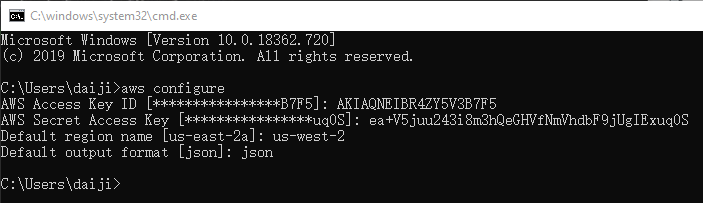 C:\windows\system32\cmd.exe
Microsoft Windows [Version 10.0.18362.720]
(c) 2019 Microsoft Corporation. All rights reserved.
C:\Users\daiji>aws configure
AWS Access Key ID [****************B7F5]: AKIAQNEIBR4ZY5V3B7F5
AWS Secret Access Key [****************uq0S]: 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
Default region name [us-east-2a]: us-west-2
Default output format [json]: json
C:\Users\daiji>